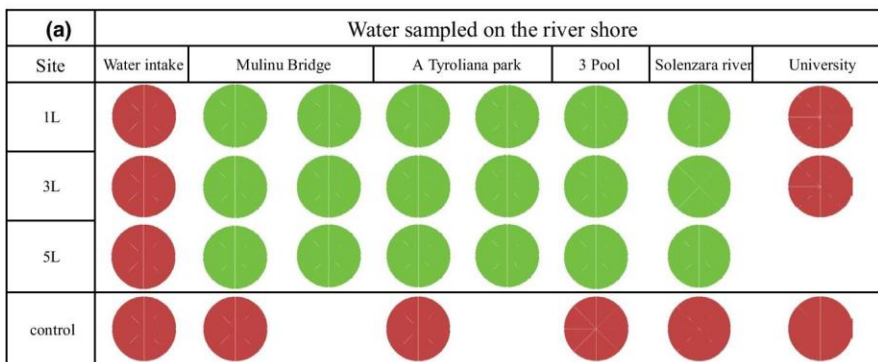 (a) Water sampled on the river shore
Site Water intake Mulinu Bridge A Tyroliana park 3 Pool Solenzara river University
1L
3L
5L
control